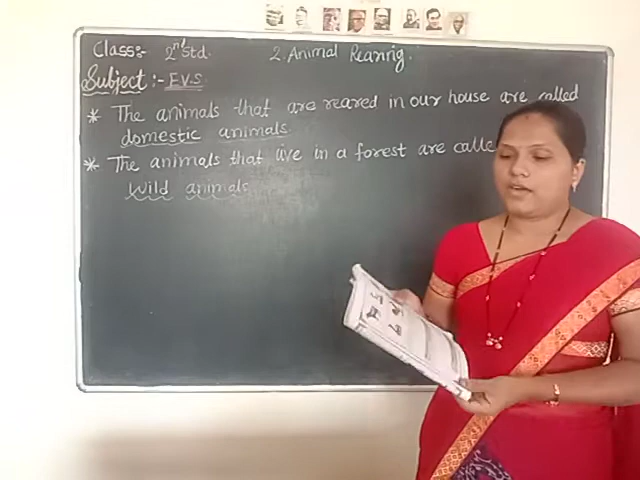 Class:- 2nd Std. 2. Animal Rearing.
Subject :- E.V.S
* The animals that are reared in our house are called
domestic animals
* The animals that live in a forest are calle
Wild animals